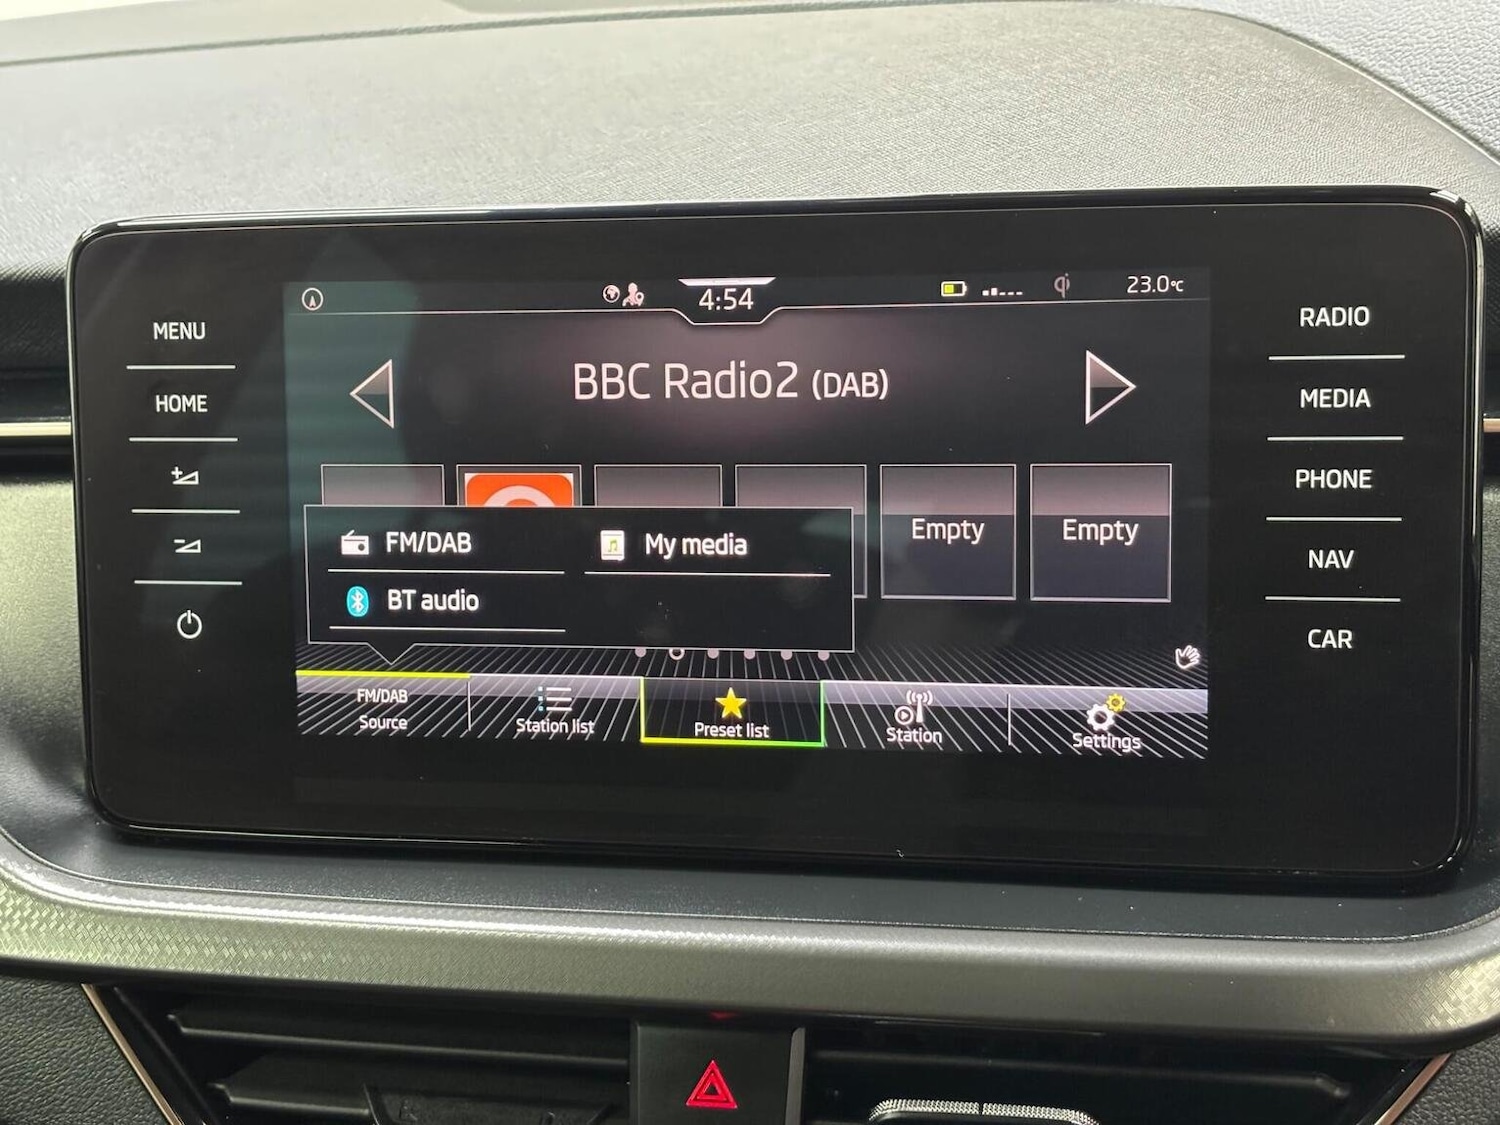 4:54
23.0°C
MENU
HOME
BBC Radio2 (DAB)
Empty
Empty
FM/DAB
My media
BT audio
FM/DAB
Source
Station list
Preset list
Station
Settings
RADIO
MEDIA
PHONE
NAV
CAR